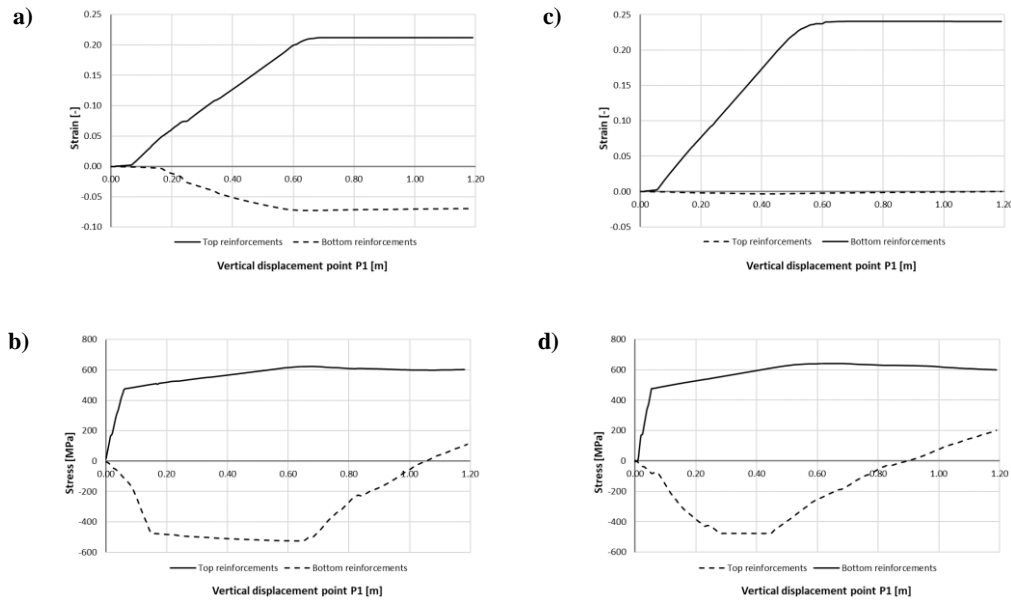 a)
0.25
0.20
0.15
0.10
0.05
0.00
-0.05
-0.10
0.00 0.20 0.40 0.60 0.80 1.00 1.20
Strain [-]
Top reinforcements Bottom reinforcements
Vertical displacement point P1 [m]
c)
0.25
0.20
0.15
0.10
0.05
0.00
-0.05
0.00 0.20 0.40 0.60 0.80 1.00 1.20
Strain [-]
Top reinforcements Bottom reinforcements
Vertical displacement point P1 [m]
b)
800
600
400
200
0
-200
-400
-600
0.00 0.20 0.40 0.60 0.80 1.00 1.20
Stress [MPa]
Top reinforcements Bottom reinforcements
Vertical displacement point P1 [m]
d)
800
600
400
200
0
-200
-400
-600
0.00 0.20 0.40 0.60 0.80 1.00 1.20
Stress [MPa]
Top reinforcements Bottom reinforcements
Vertical displacement point P1 [m]